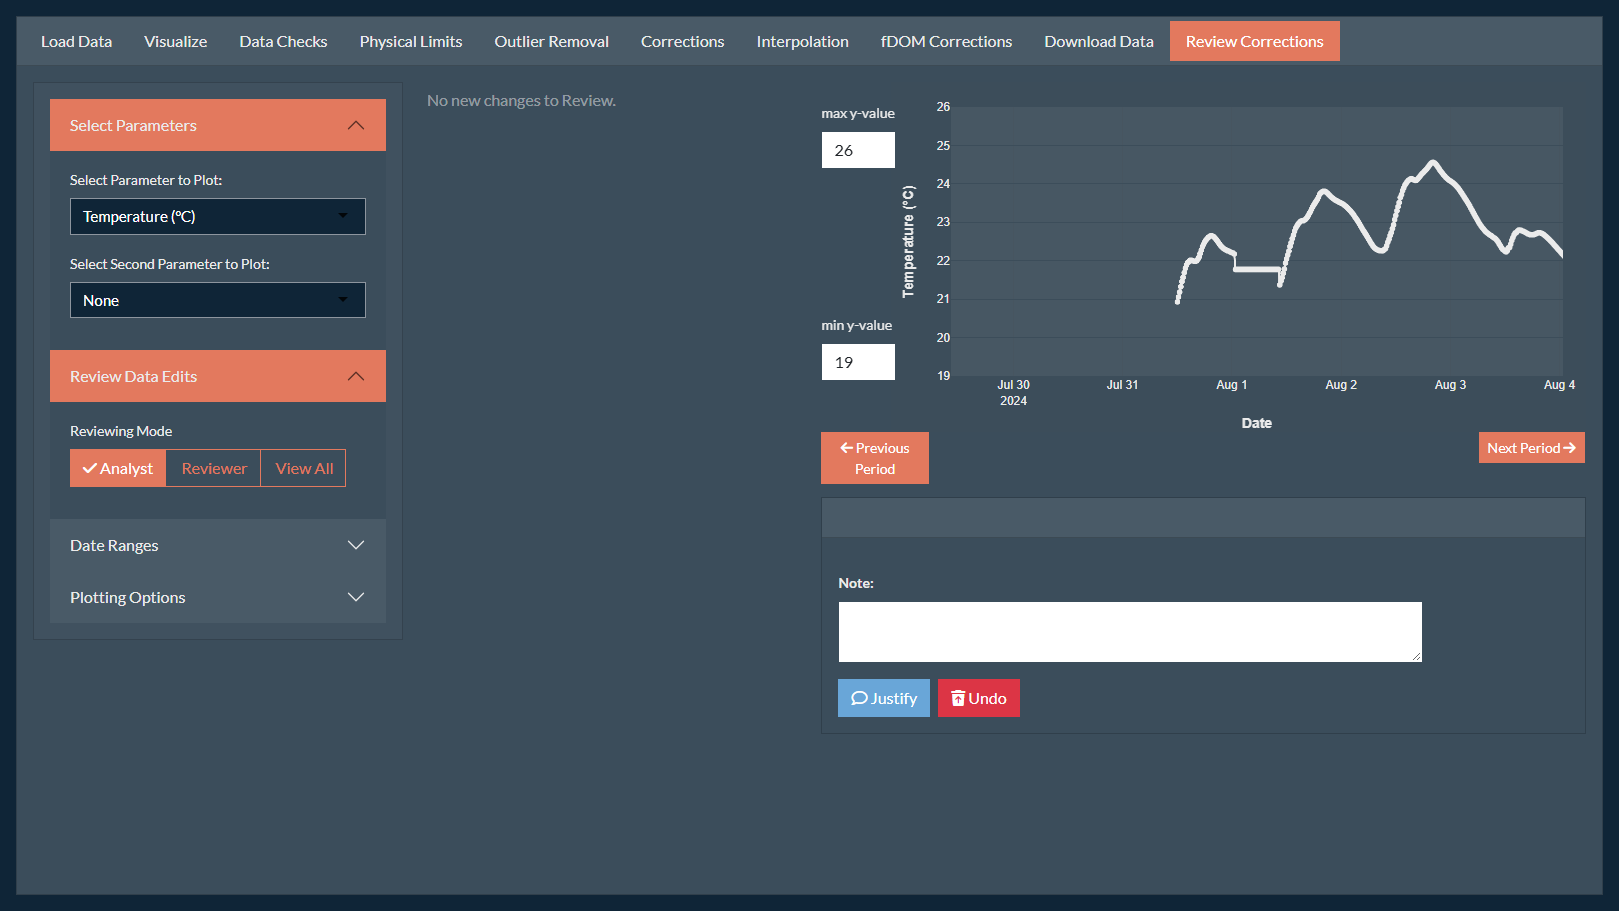 Load Data Visualize Data Checks Physical Limits Outlier Removal Corrections Interpolation fDOM Corrections Download Data Review Corrections
Select Parameters
Select Parameter to Plot:
Temperature (ºC)
Select Second Parameter to Plot:
None
Review Data Edits
Reviewing Mode
Analyst Reviewer View All
Date Ranges
Plotting Options
No new changes to Review.
max y-value
26
min y-value
19
Temperature (°C)
26
25
24
23
22
21
20
19
Jul 30 Jul 31 Aug 1 Aug 2 Aug 3 Aug 4
2024
Date
Previous
Period
Next Period
Note:
Justify Undo